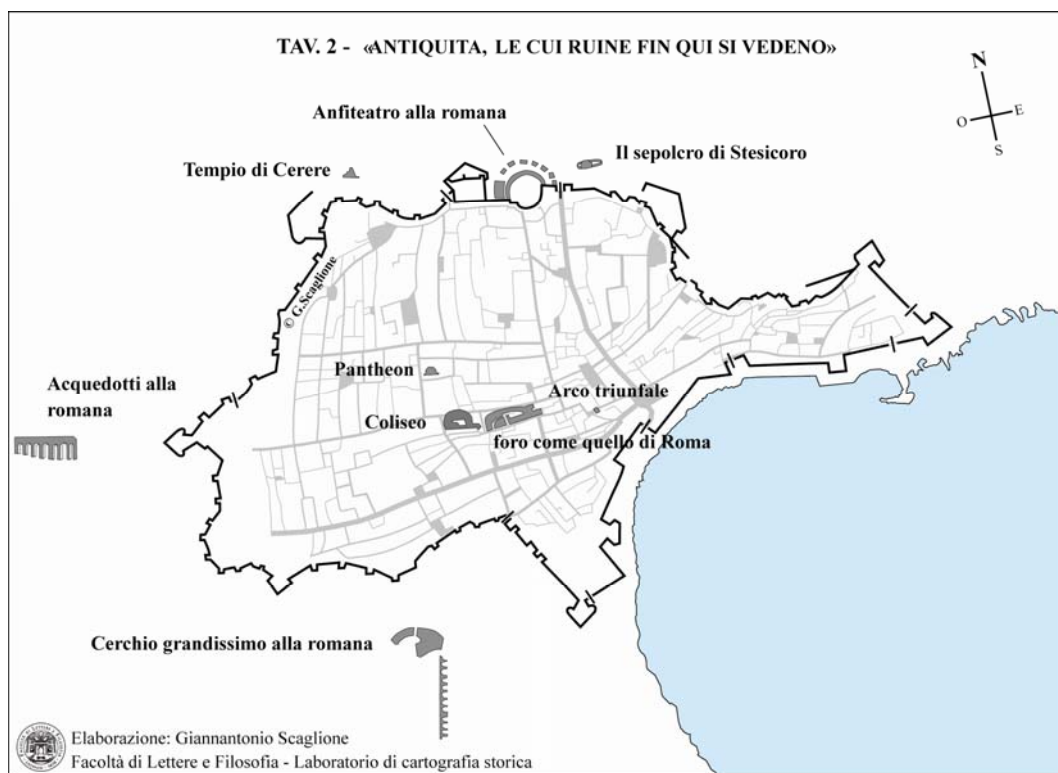 TAV. 2 - «ANTIQUITA, LE CUI RUINE FIN QUI SI VEDENO»
N
O
E
S
Anfiteatro alla romana
Il sepolcro di Stesicoro
Tempio di Cerere
© G.Scaglione
Pantheon
Acquedotti alla
romana
Arco triunfale
Coliseo
foro come quello di Roma
Cerchio grandissimo alla romana
Elaborazione: Giannantonio Scaglione
Facoltà di Lettere e Filosofia - Laboratorio di cartografia storica